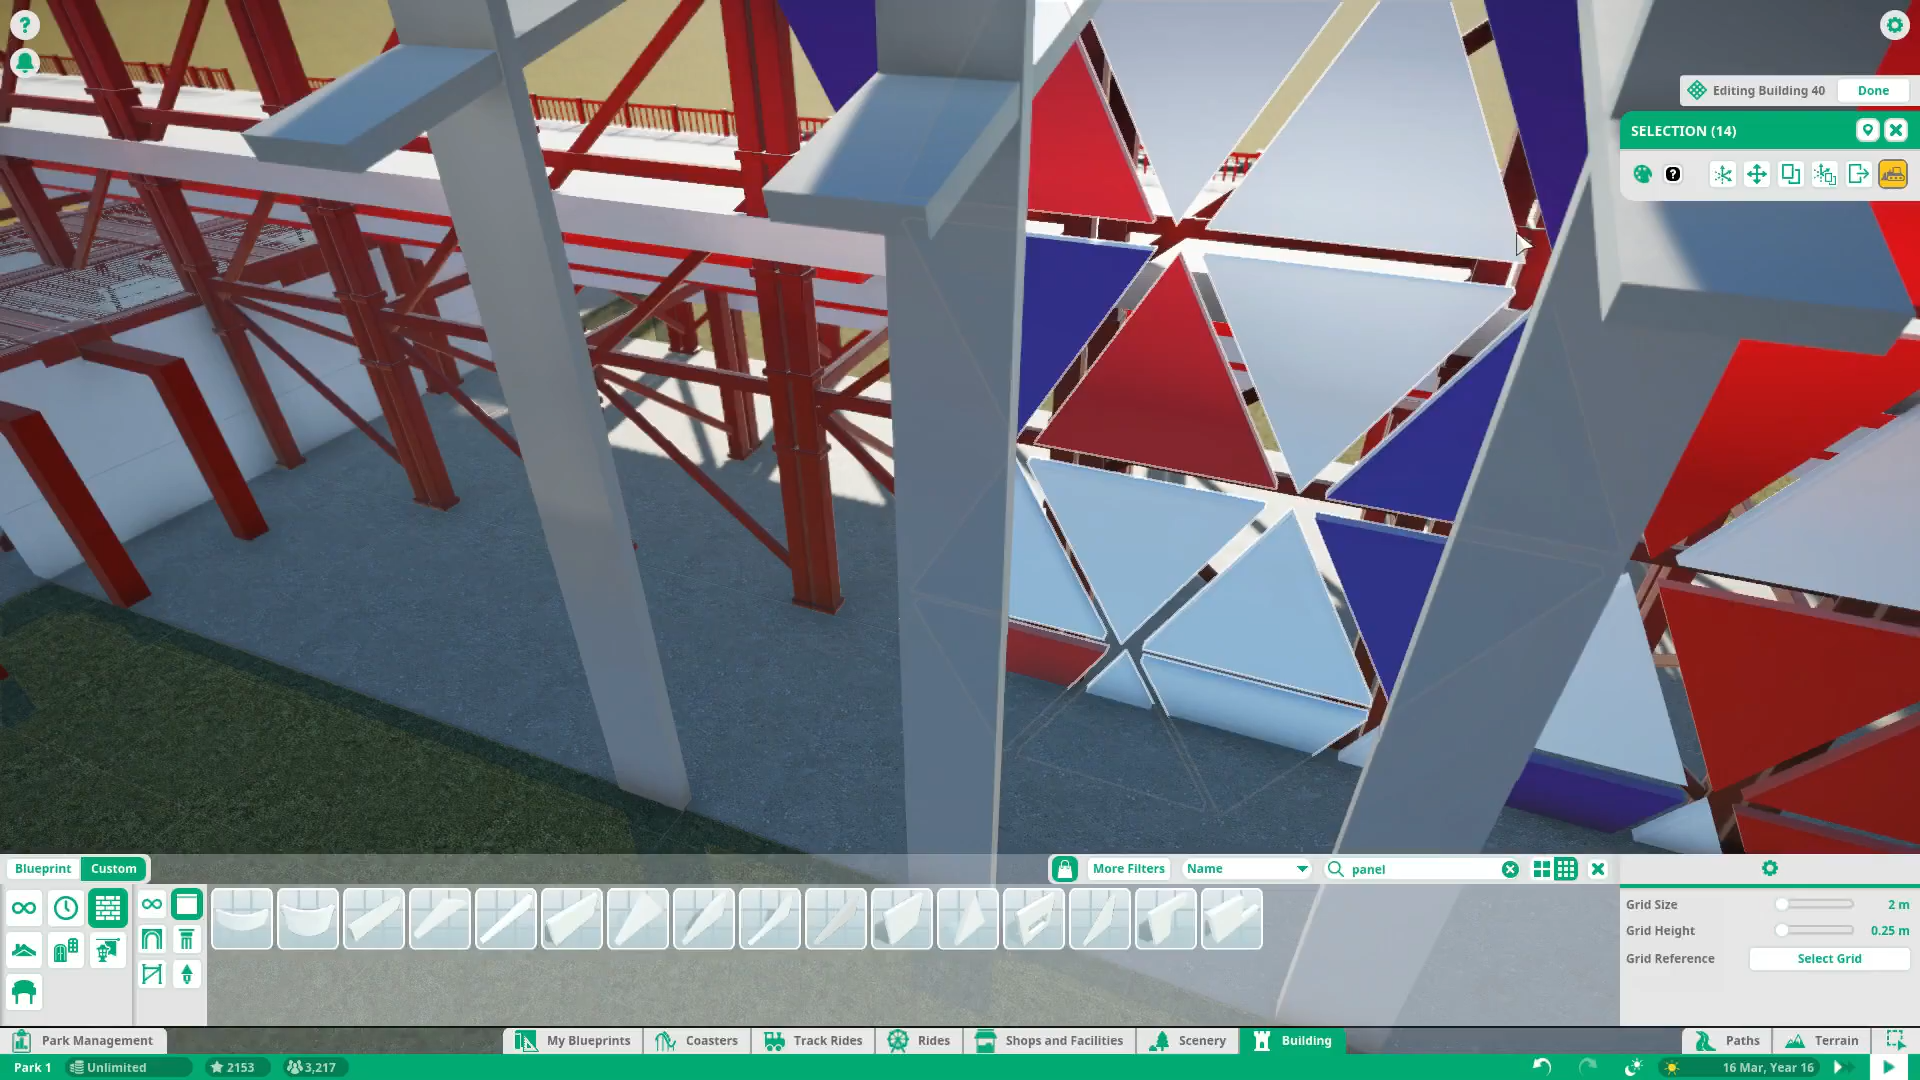 ?
Editing Building 40
Done
SELECTION (14)
?
Blueprint
Custom
More Filters
Name
panel
Grid Size
2 m
Grid Height
0.25 m
Grid Reference
Select Grid
Park Management
My Blueprints
Coasters
Track Rides
Rides
Shops and Facilities
Scenery
Building
Paths
Terrain
Park 1
Unlimited
2153
3,217
16 Mar, Year 16